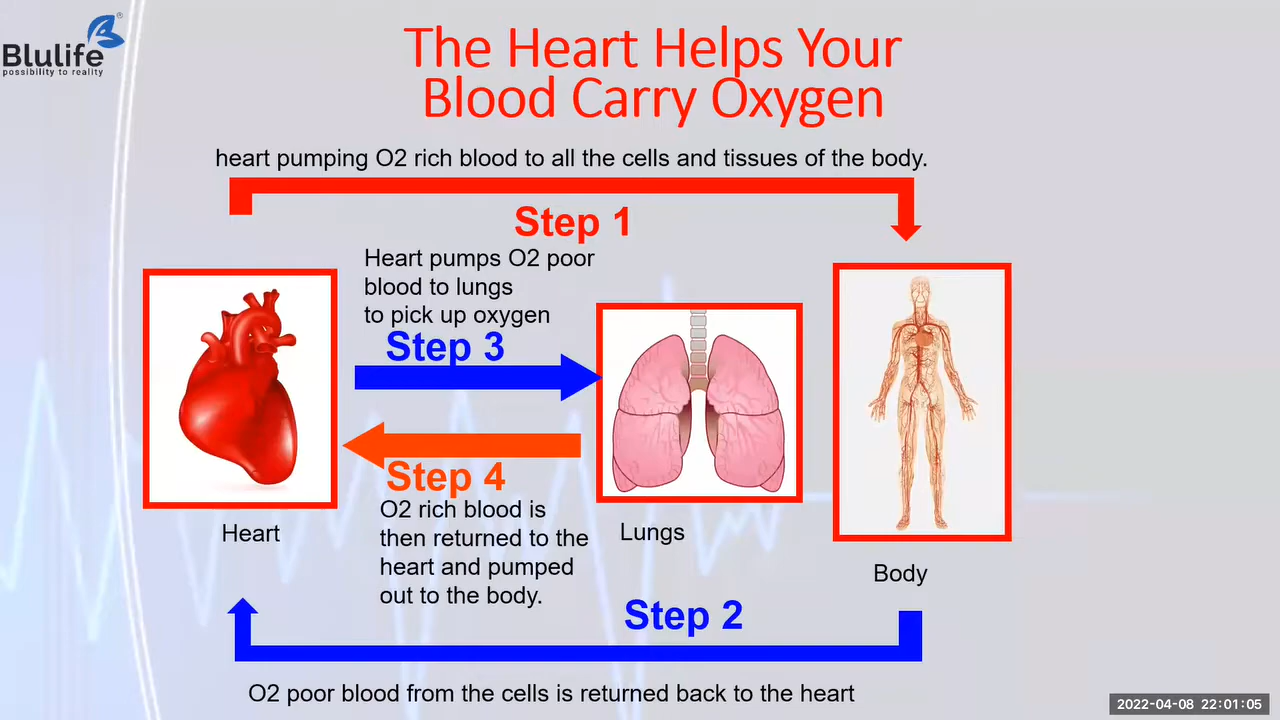 Blulife
possibility to reality
The Heart Helps Your
Blood Carry Oxygen
heart pumping O2 rich blood to all the cells and tissues of the body.
Step 1
Heart pumps O2 poor
blood to lungs
to pick up oxygen
Step 3
Step 4
O2 rich blood is
then returned to the
heart and pumped
out to the body.
Heart
Lungs
Body
Step 2
O2 poor blood from the cells is returned back to the heart
2022-04-08 22:01:05